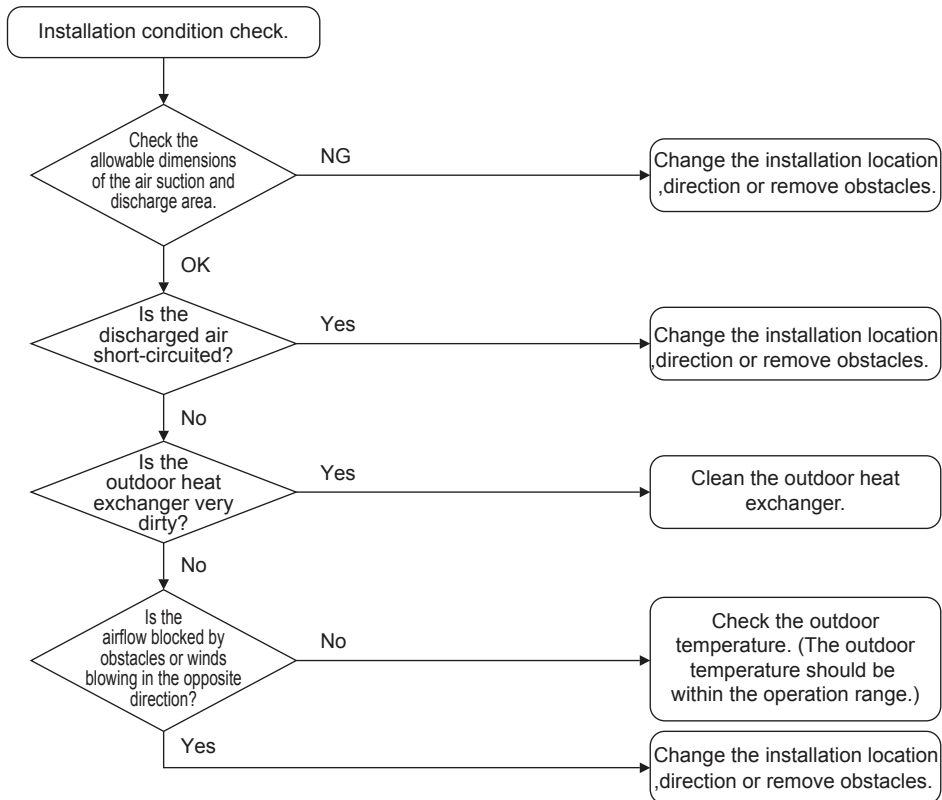 Installation condition check.
Check the
allowable dimensions
of the air suction and
discharge area.
NG
Change the installation location
,direction or remove obstacles.
OK
Is the
discharged air
short-circuited?
Yes
Change the installation location
,direction or remove obstacles.
No
Is the
outdoor heat
exchanger very
dirty?
Yes
Clean the outdoor heat
exchanger.
No
Is the
airflow blocked by
obstacles or winds
blowing in the opposite
direction?
No
Check the outdoor
temperature. (The outdoor
temperature should be
within the operation range.)
Yes
Change the installation location
,direction or remove obstacles.